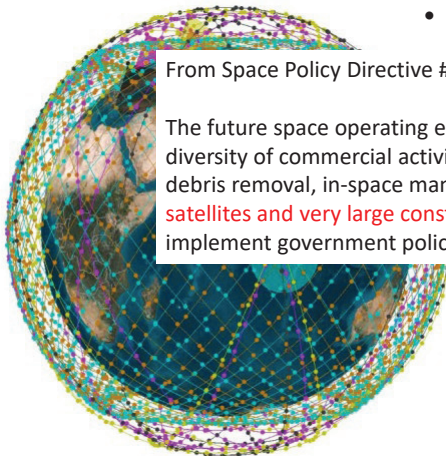 •
From Space Policy Directive #
The future space operating e
diversity of commercial activi
debris removal, in-space mar
satellites and very large const
implement government polic